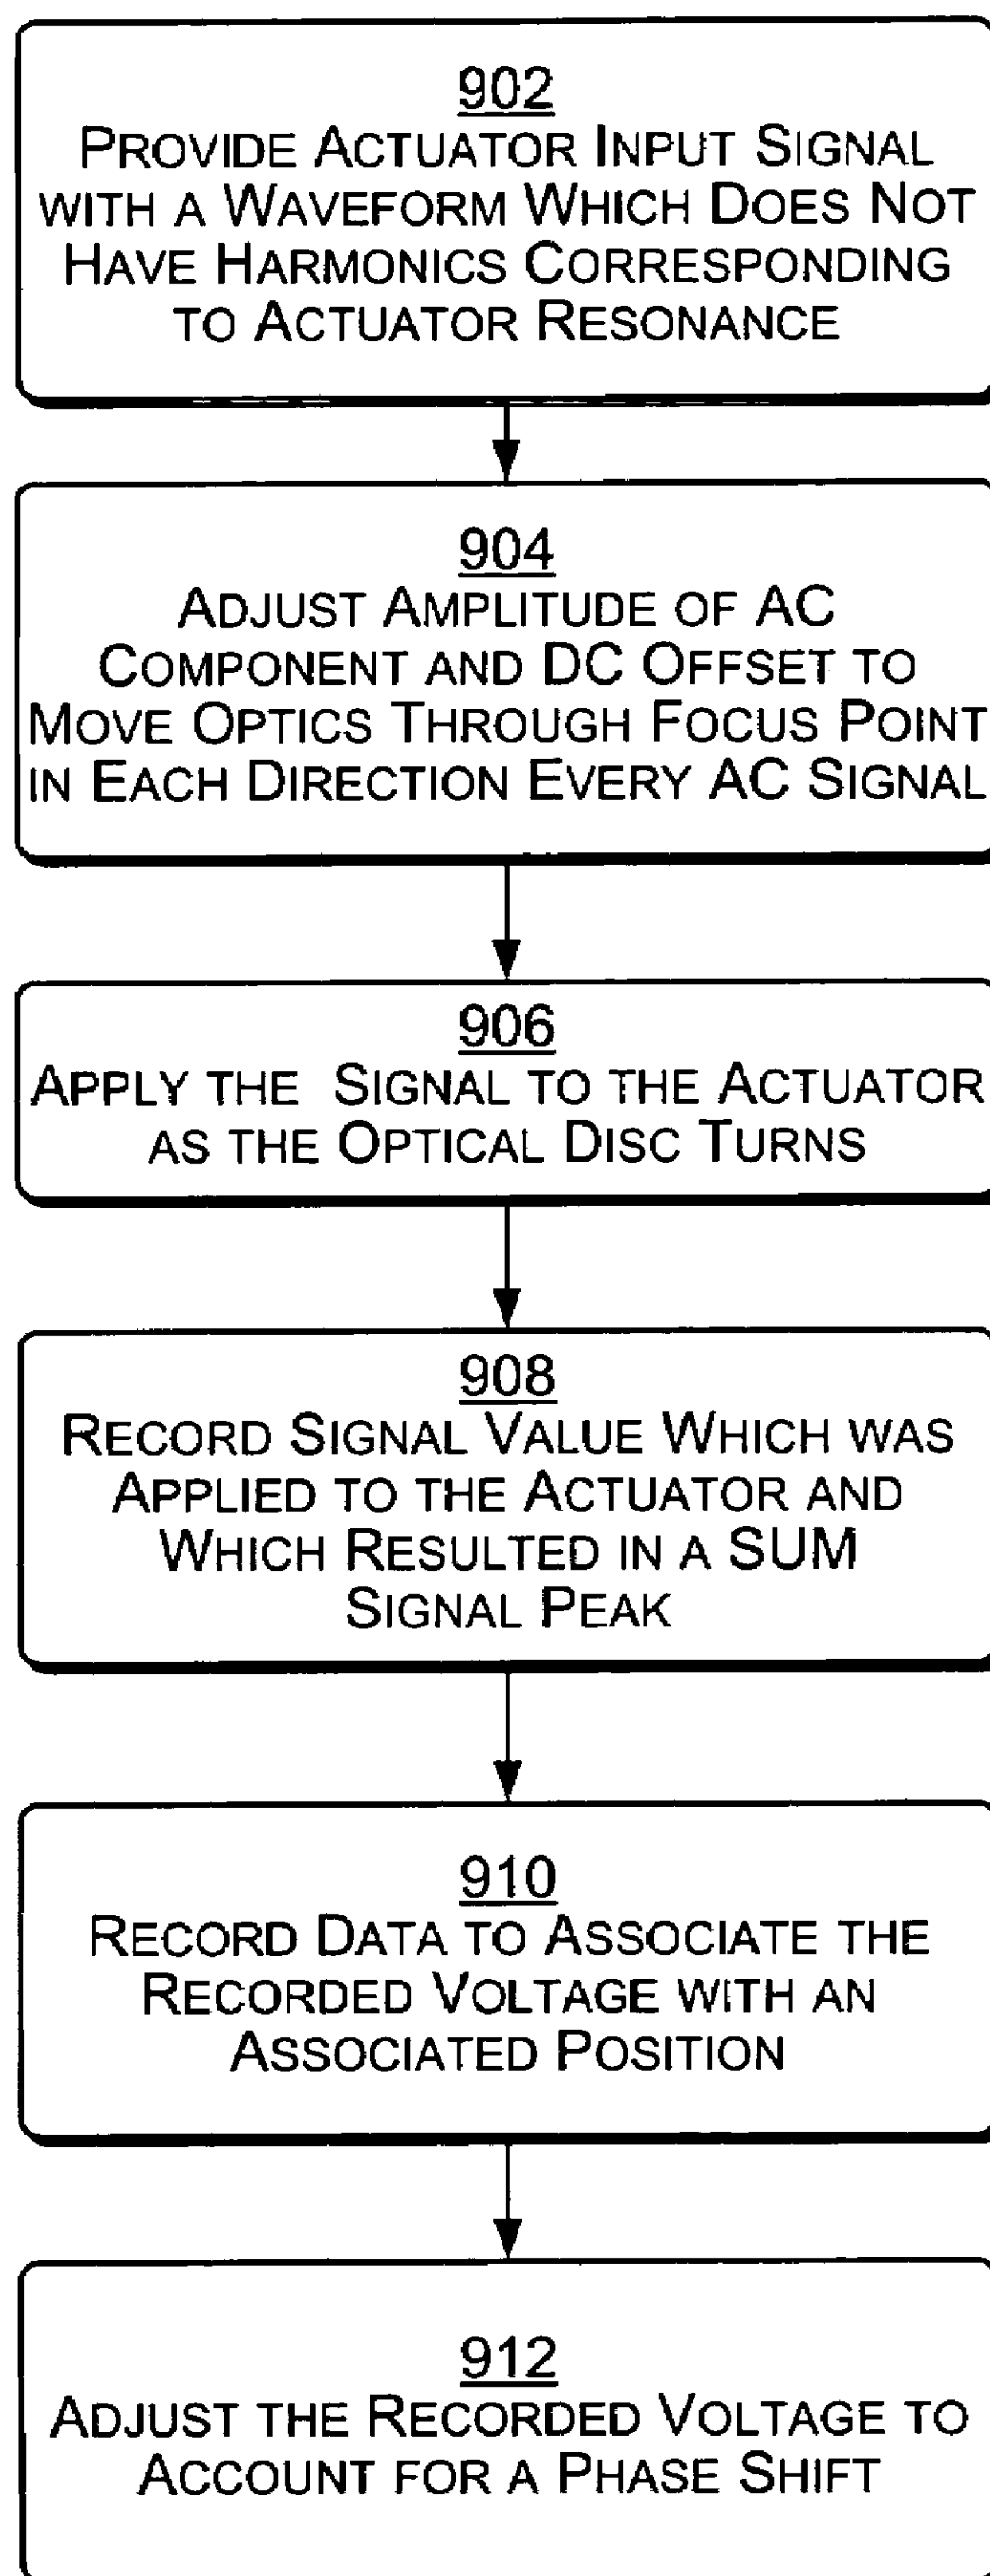 902
PROVIDE ACTUATOR INPUT SIGNAL
WITH A WAVEFORM WHICH DOES NOT
HAVE HARMONICS CORRESPONDING
TO ACTUATOR RESONANCE
904
ADJUST AMPLITUDE OF AC
COMPONENT AND DC OFFSET TO
MOVE OPTICS THROUGH FOCUS POINT
IN EACH DIRECTION EVERY AC SIGNAL
906
APPLY THE SIGNAL TO THE ACTUATOR
AS THE OPTICAL DISC TURNS
908
RECORD SIGNAL VALUE WHICH WAS
APPLIED TO THE ACTUATOR AND
WHICH RESULTED IN A SUM
SIGNAL PEAK
910
RECORD DATA TO ASSOCIATE THE
RECORDED VOLTAGE WITH AN
ASSOCIATED POSITION
912
ADJUST THE RECORDED VOLTAGE TO
ACCOUNT FOR A PHASE SHIFT